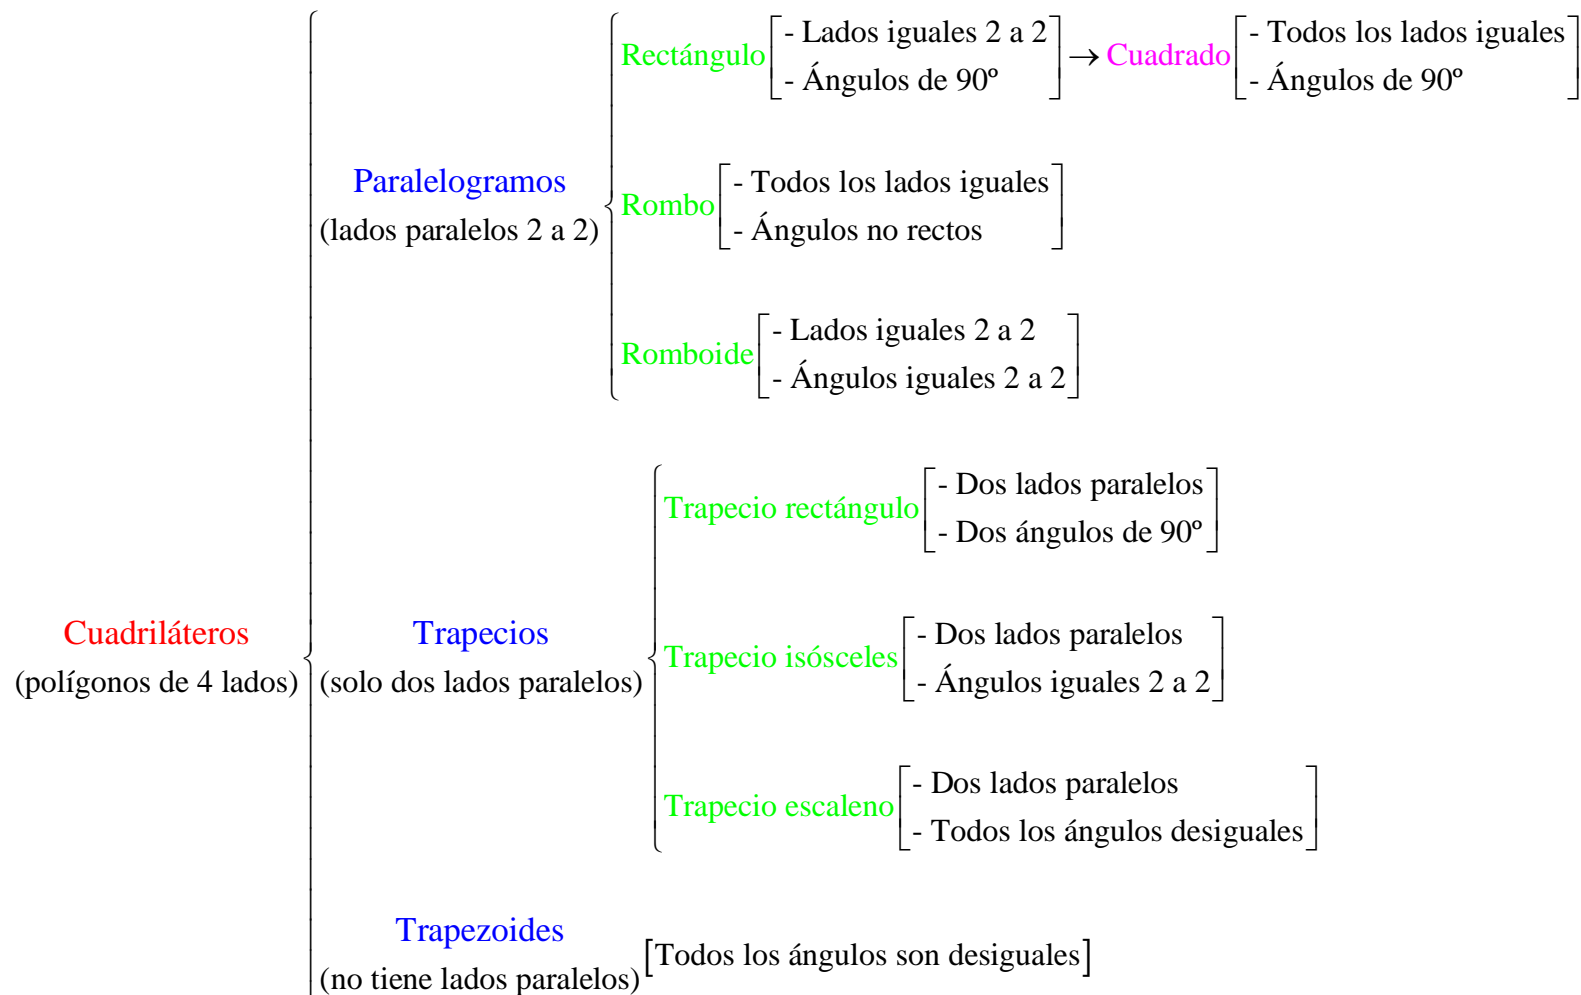 Rectángulo [- Lados iguales 2 a 2 → Cuadrado [- Todos los lados iguales
- Ángulos de 90º] - Ángulos de 90º]
Paralelogramos
(lados paralelos 2 a 2)
Rombo [- Todos los lados iguales
- Ángulos no rectos]
Romboide [- Lados iguales 2 a 2
- Ángulos iguales 2 a 2]
Cuadriláteros
(polígonos de 4 lados)
Trapecios
(solo dos lados paralelos)
Trapecio rectángulo [- Dos lados paralelos
- Dos ángulos de 90º]
Trapecio isósceles [- Dos lados paralelos
- Ángulos iguales 2 a 2]
Trapecio escaleno [- Dos lados paralelos
- Todos los ángulos desiguales]
Trapezoides
(no tiene lados paralelos) [Todos los ángulos son desiguales]